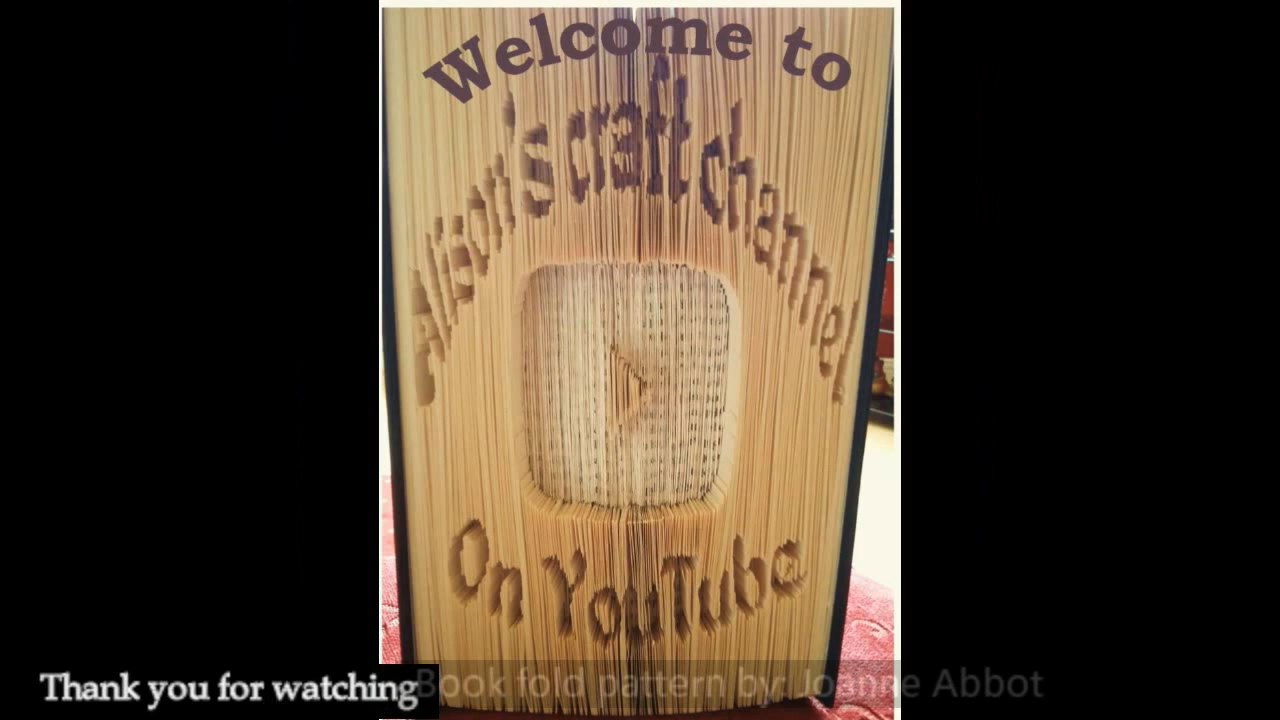 Welcome to
Alison's craft channel
On YouTube
Thank you for watching
Book fold pattern by: Joanne Abbot